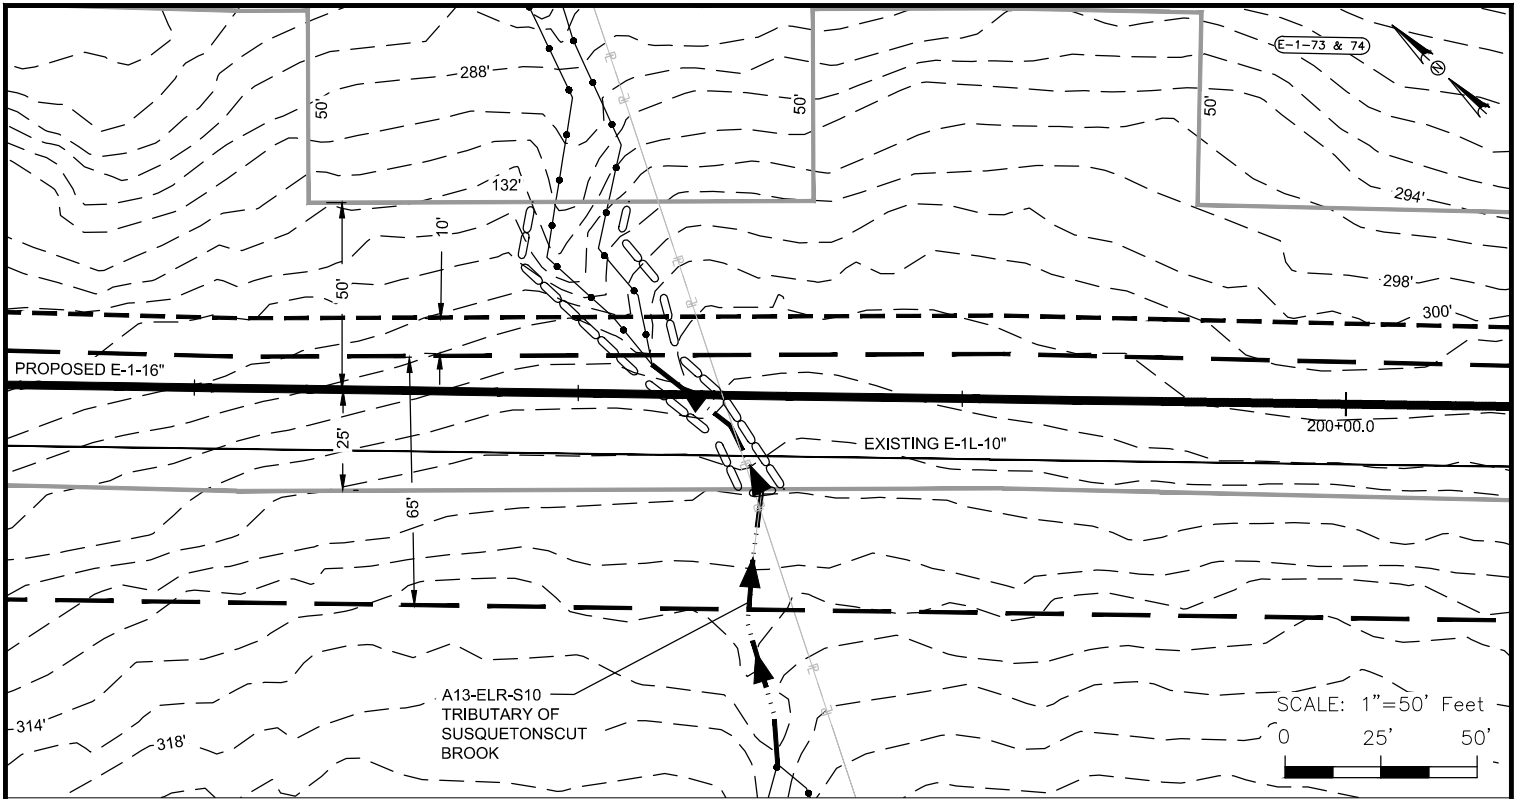 E-1-73 & 74
N
288'
50'
50'
50'
132'
294'
10'
50'
298'
300'
PROPOSED E-1-16"
200+00.0
25'
EXISTING E-1L-10"
65'
A13-ELR-S10
TRIBUTARY OF
SUSQUETONSCUT
BROOK
314'
318'
SCALE: 1"=50' Feet
0 25' 50'